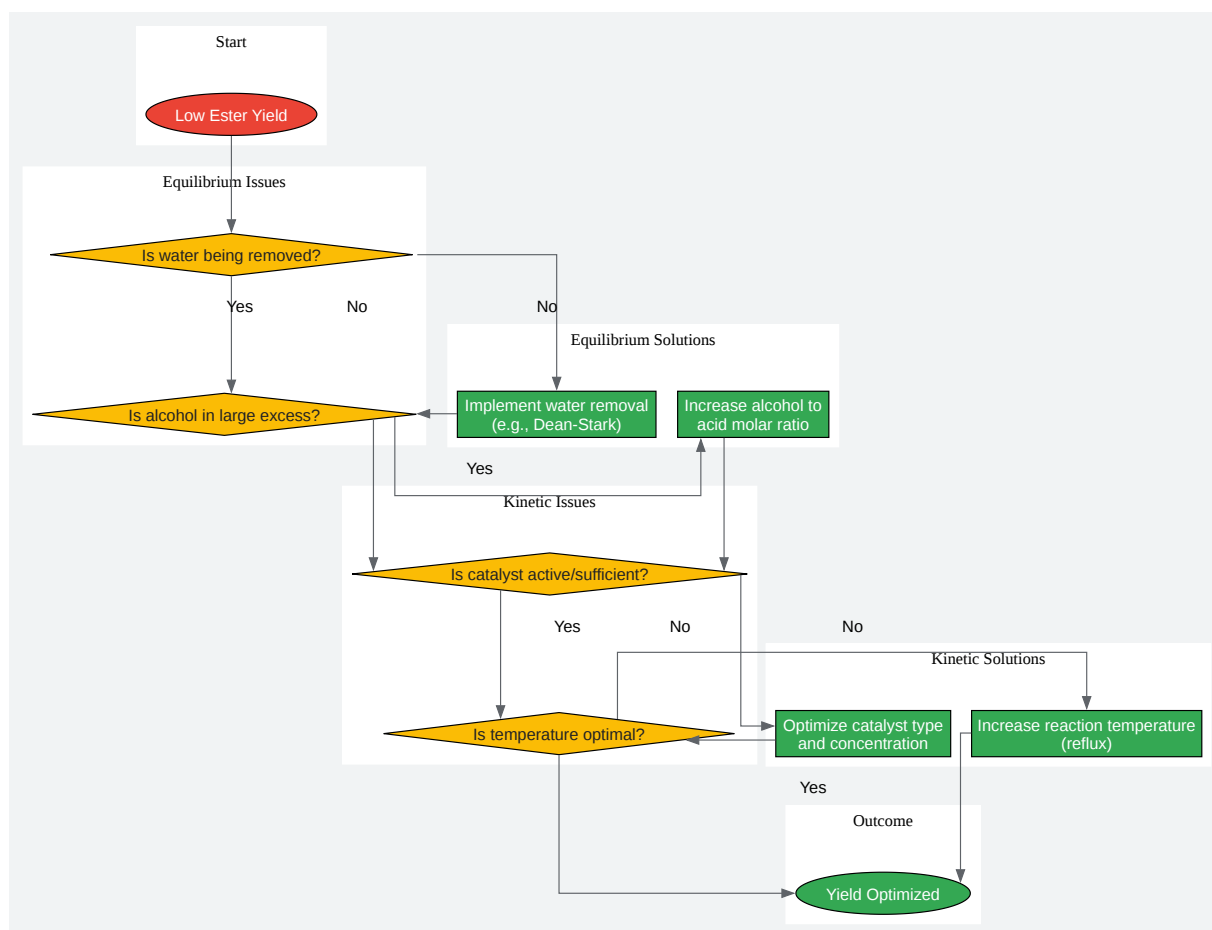 Start
Low Ester Yield
Equilibrium Issues
Is water being removed?
Yes
No
No
Equilibrium Solutions
Implement water removal
(e.g., Dean-Stark)
Increase alcohol to
acid molar ratio
Is alcohol in large excess?
Yes
Kinetic Issues
Is catalyst active/sufficient?
Yes
No
No
Kinetic Solutions
Is temperature optimal?
Optimize catalyst type
and concentration
Increase reaction temperature
(reflux)
Yes
Outcome
Yield Optimized